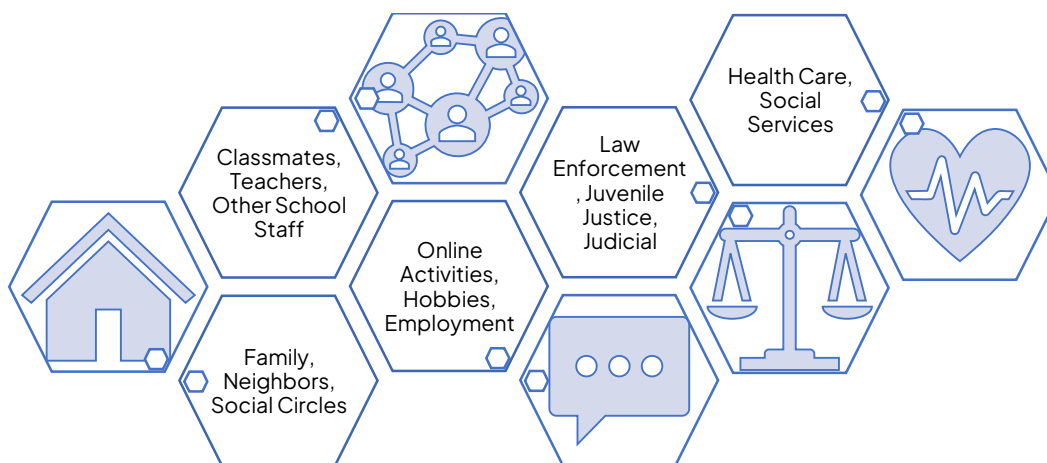 Classmates,
Teachers,
Other School
Staff
Family,
Neighbors,
Social Circles
Online
Activities,
Hobbies,
Employment
Law
Enforcement
, Juvenile
Justice,
Judicial
Health Care,
Social
Services